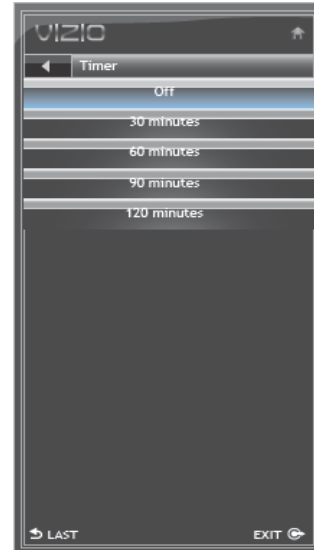 VIZIO
Timer
Off
30 minutes
60 minutes
90 minutes
120 minutes
LAST EXIT